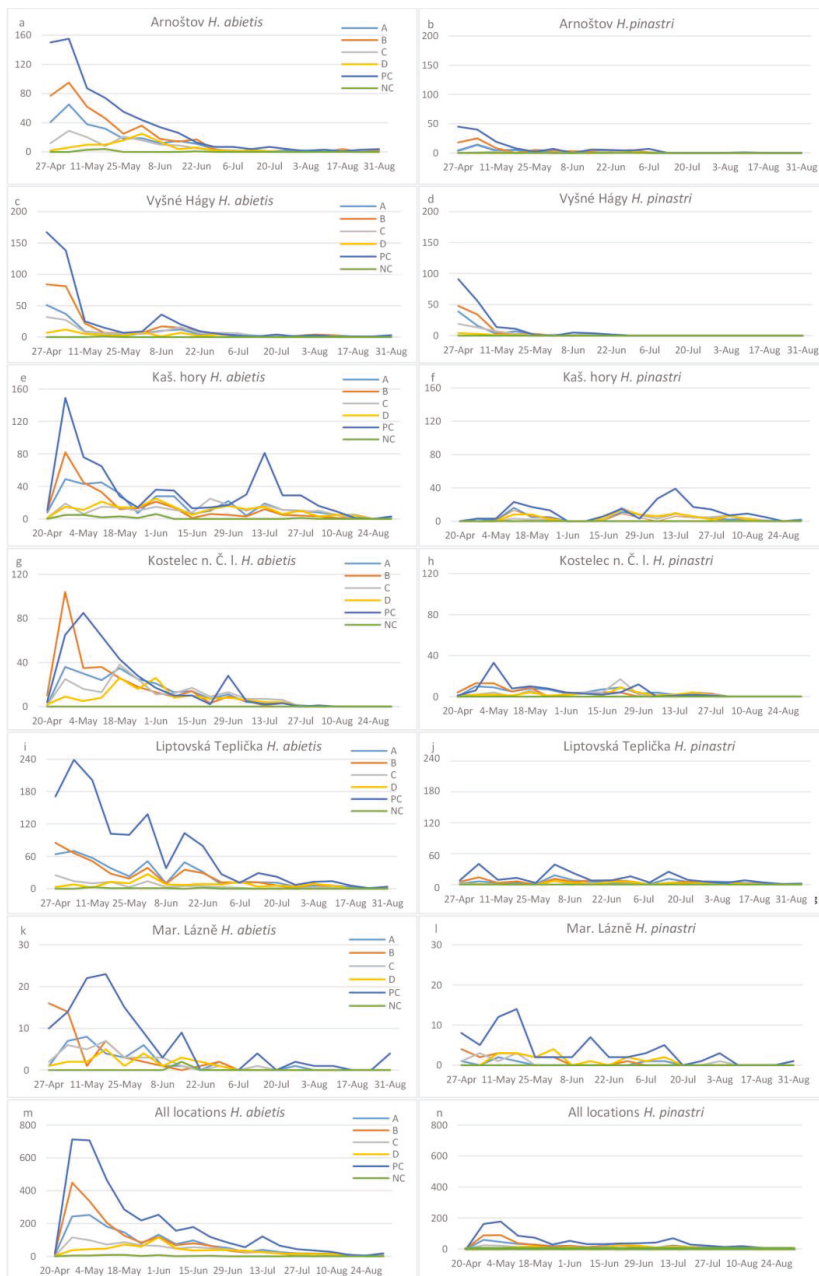 a Arnoštov H. abietis
160
120
80
40
0
27-Apr 11-May 25-May 8-Jun 22-Jun 6-Jul 20-Jul 3-Aug 17-Aug 31-Aug
A
B
C
D
PC
NC
b Arnoštov H.pinastri
200
150
100
50
0
27-Apr 11-May 25-May 8-Jun 22-Jun 6-Jul 20-Jul 3-Aug 17-Aug 31-Aug
c Vyšné Hágy H. abietis
200
150
100
50
0
27-Apr 11-May 25-May 8-Jun 22-Jun 6-Jul 20-Jul 3-Aug 17-Aug 31-Aug
A
B
C
D
PC
NC
d Vyšné Hágy H. pinastri
200
150
100
50
0
27-Apr 11-May 25-May 8-Jun 22-Jun 6-Jul 20-Jul 3-Aug 17-Aug 31-Aug
e Kaš. hory H. abietis
160
120
80
40
0
20-Apr 4-May 18-May 1-Jun 15-Jun 29-Jun 13-Jul 27-Jul 10-Aug 24-Aug
A
B
C
D
PC
NC
f Kaš. hory H. pinastri
160
120
80
40
0
20-Apr 4-May 18-May 1-Jun 15-Jun 29-Jun 13-Jul 27-Jul 10-Aug 24-Aug
g Kostelec n. Č. l. H. abietis
120
80
40
0
20-Apr 4-May 18-May 1-Jun 15-Jun 29-Jun 13-Jul 27-Jul 10-Aug 24-Aug
A
B
C
D
PC
NC
h Kostelec n. Č. l. H. pinastri
120
80
40
0
20-Apr 4-May 18-May 1-Jun 15-Jun 29-Jun 13-Jul 27-Jul 10-Aug 24-Aug
i Liptovská Teplička H. abietis
240
180
120
60
0
27-Apr 11-May 25-May 8-Jun 22-Jun 6-Jul 20-Jul 3-Aug 17-Aug 31-Aug
A
B
C
D
PC
NC
j Liptovská Teplička H. pinastri
240
180
120
60
0
27-Apr 11-May 25-May 8-Jun 22-Jun 6-Jul 20-Jul 3-Aug 17-Aug 31-Aug
k Mar. Lázně H. abietis
30
20
10
0
27-Apr 11-May 25-May 8-Jun 22-Jun 6-Jul 20-Jul 3-Aug 17-Aug 31-Aug
A
B
C
D
PC
NC
l Mar. Lázně H. pinastri
30
20
10
0
27-Apr 11-May 25-May 8-Jun 22-Jun 6-Jul 20-Jul 3-Aug 17-Aug 31-Aug
m All locations H. abietis
800
600
400
200
0
20-Apr 4-May 18-May 1-Jun 15-Jun 29-Jun 13-Jul 27-Jul 10-Aug 24-Aug
A
B
C
D
PC
NC
n All locations H. pinastri
800
600
400
200
0
20-Apr 4-May 18-May 1-Jun 15-Jun 29-Jun 13-Jul 27-Jul 10-Aug 24-Aug